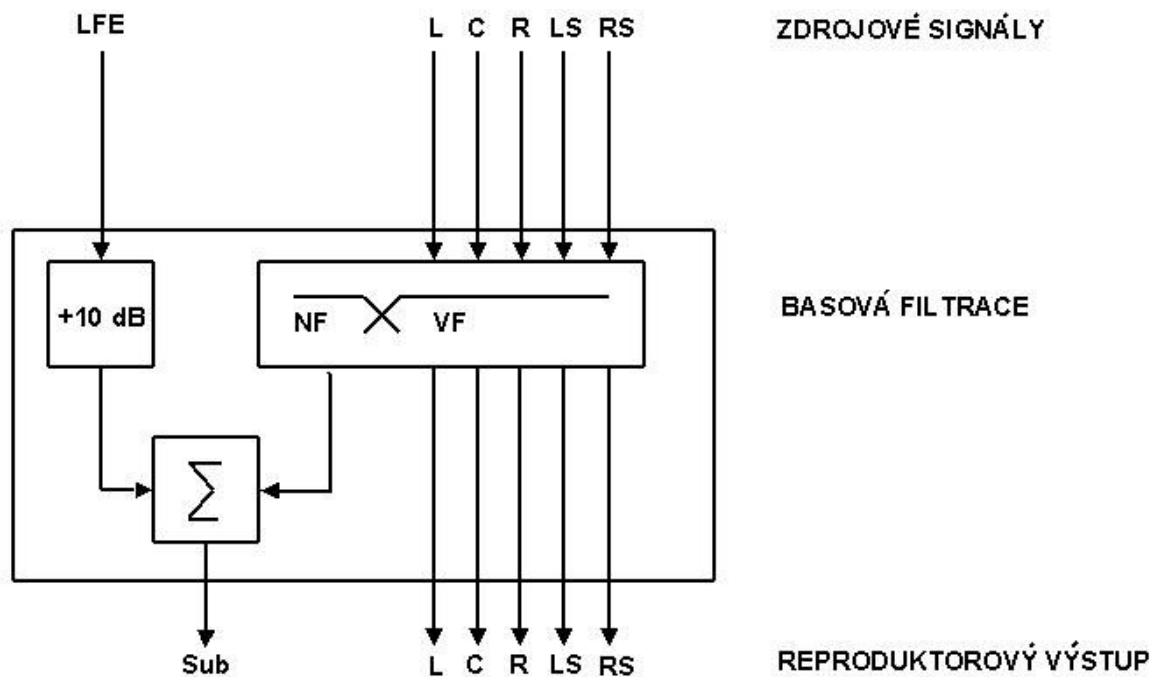 LFE L C R LS RS ZDROJOVÉ SIGNÁLY
+10 dB NF VF BASOVÁ FILTRACE
∑
Sub L C R LS RS REPRODUKTOROVÝ VÝSTUP